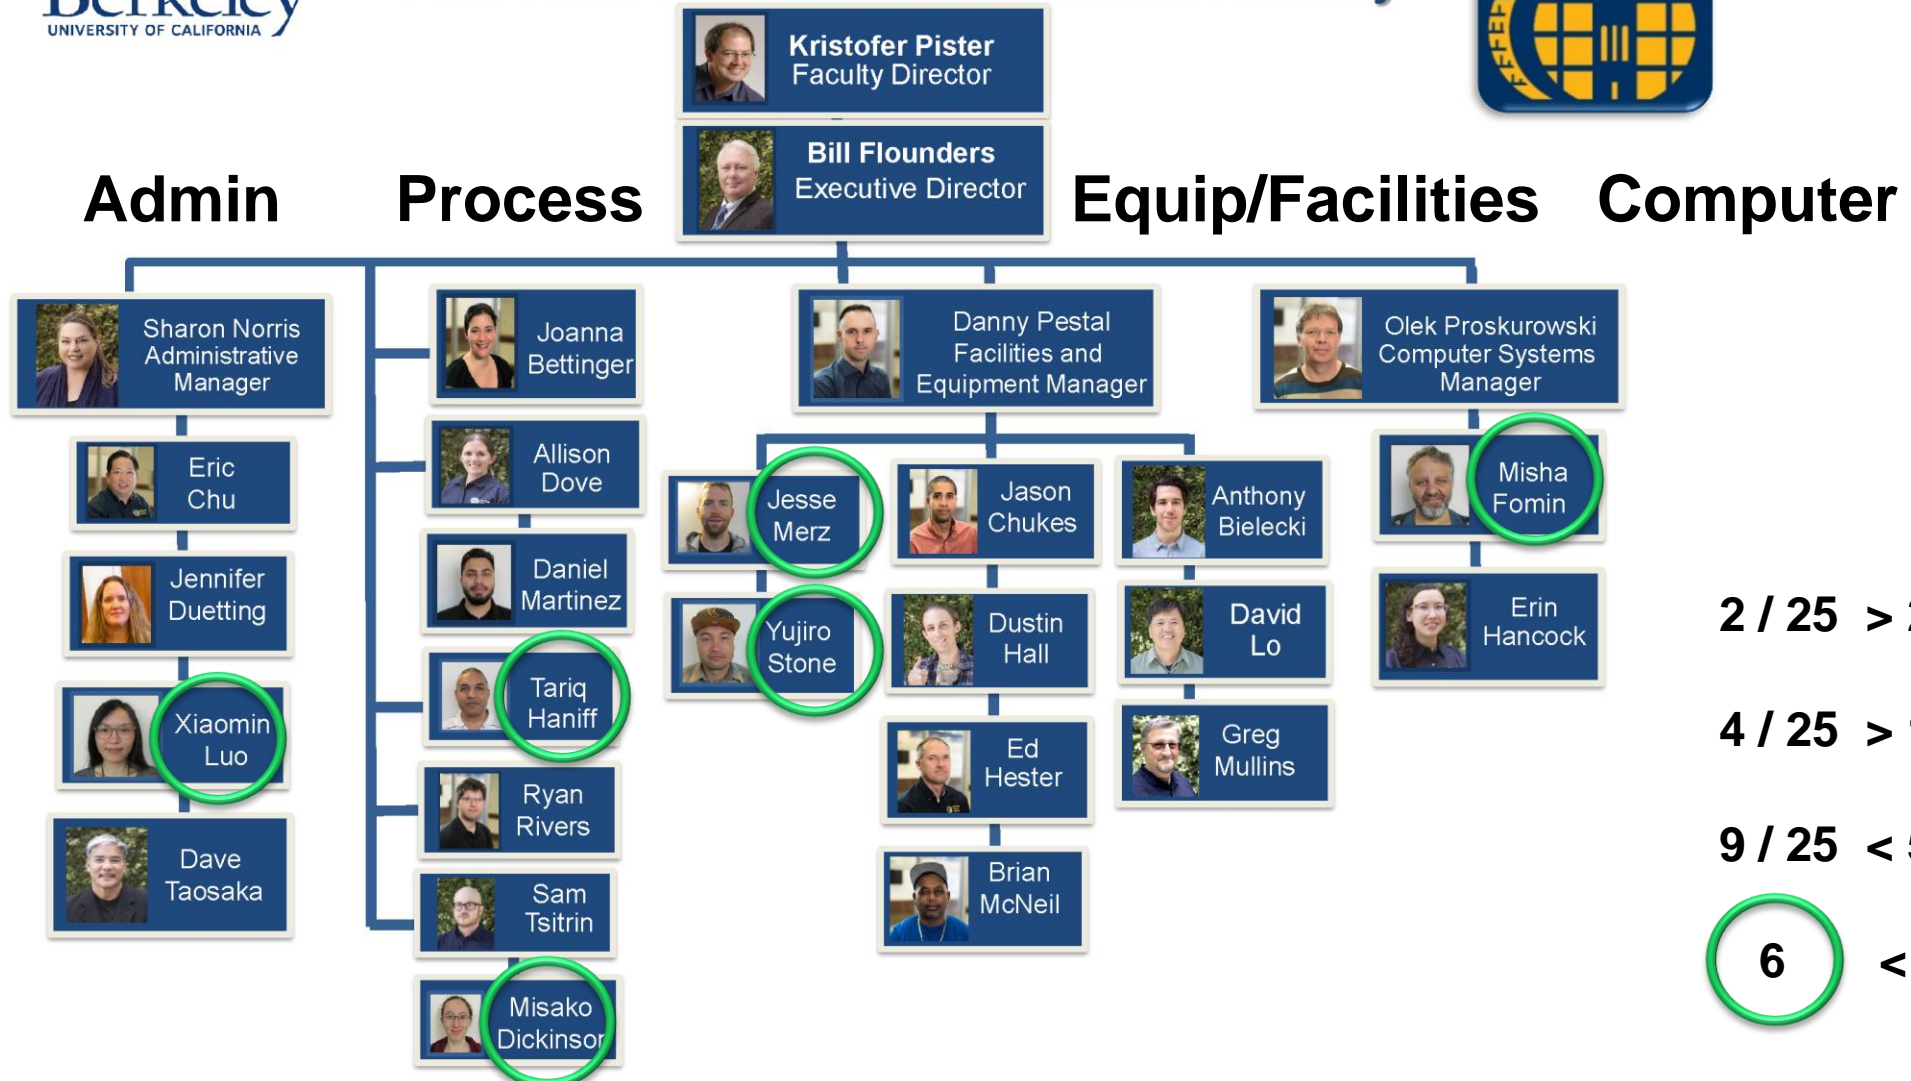 Berkeley
UNIVERSITY OF CALIFORNIA
Kristofer Pister
Faculty Director
Bill Flounders
Executive Director
Admin
Process
Equip/Facilities
Computer
Sharon Norris
Administrative
Manager
Eric
Chu
Jennifer
Duetting
Xiaomin
Luo
Dave
Taosaka
Joanna
Bettinger
Allison
Dove
Daniel
Martinez
Tariq
Haniff
Ryan
Rivers
Sam
Tsitrin
Misako
Dickinson
Danny Pestal
Facilities and
Equipment Manager
Jesse
Merz
Yujiro
Stone
Jason
Chukes
Dustin
Hall
Ed
Hester
Brian
McNeil
Anthony
Bielecki
David
Lo
Greg
Mullins
Olek Proskurowski
Computer Systems
Manager
Misha
Fomin
Erin
Hancock
2 / 25 >
4 / 25 >
9 / 25 <
6 <